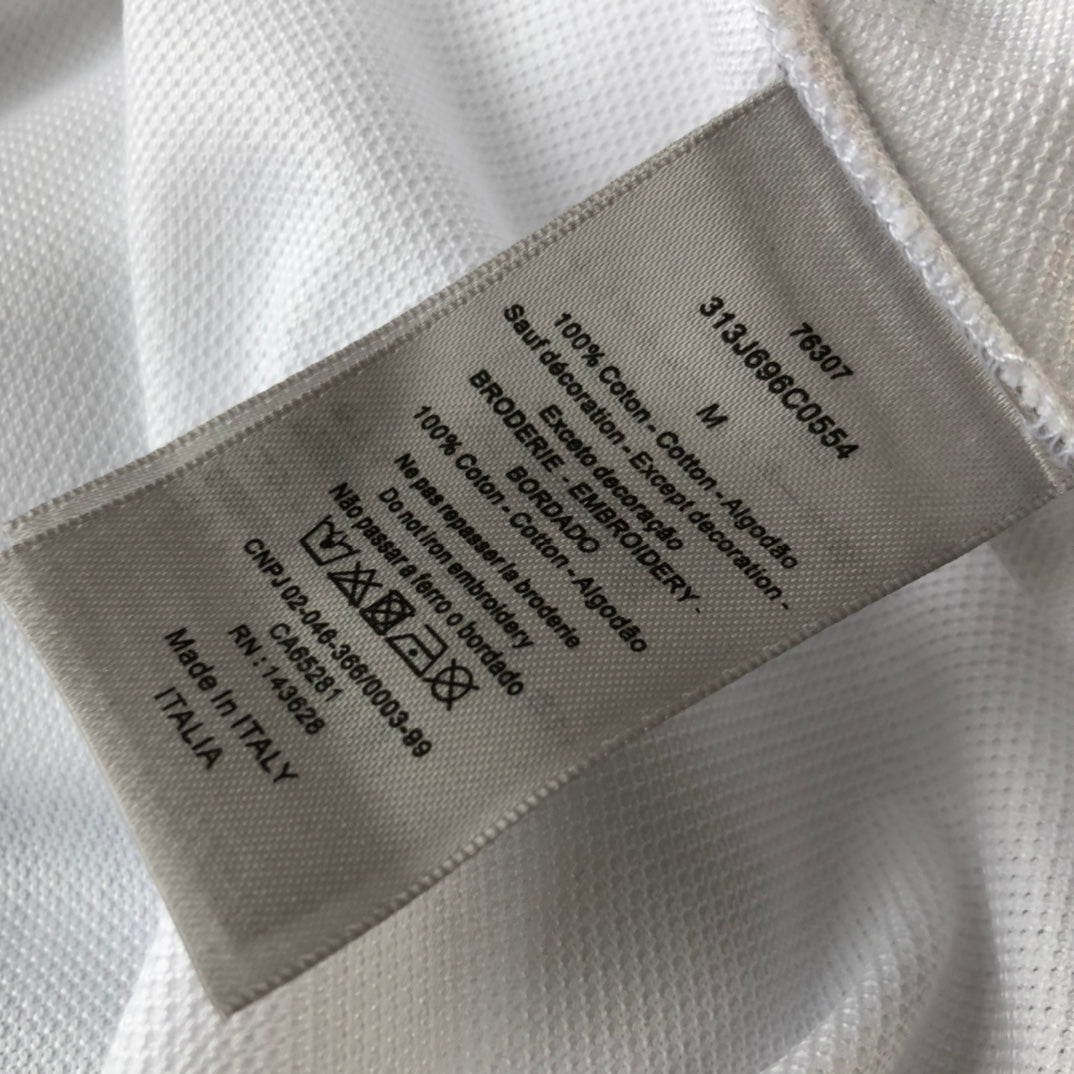 76307
313J696C0554
M
100% Coton - Cotton - Algodão
Sauf décoration - Except decoration -
Exceto decoração
BRODERIE - EMBROIDERY -
BORDADO
100% Coton - Cotton - Algodão
Ne pas repasser la broderie
Do not iron embroidery
Não passar a ferro o bordado
CNPJ 02-046-366/0003-99
CA65281
RN : 143628
Made In ITALY
ITALIA